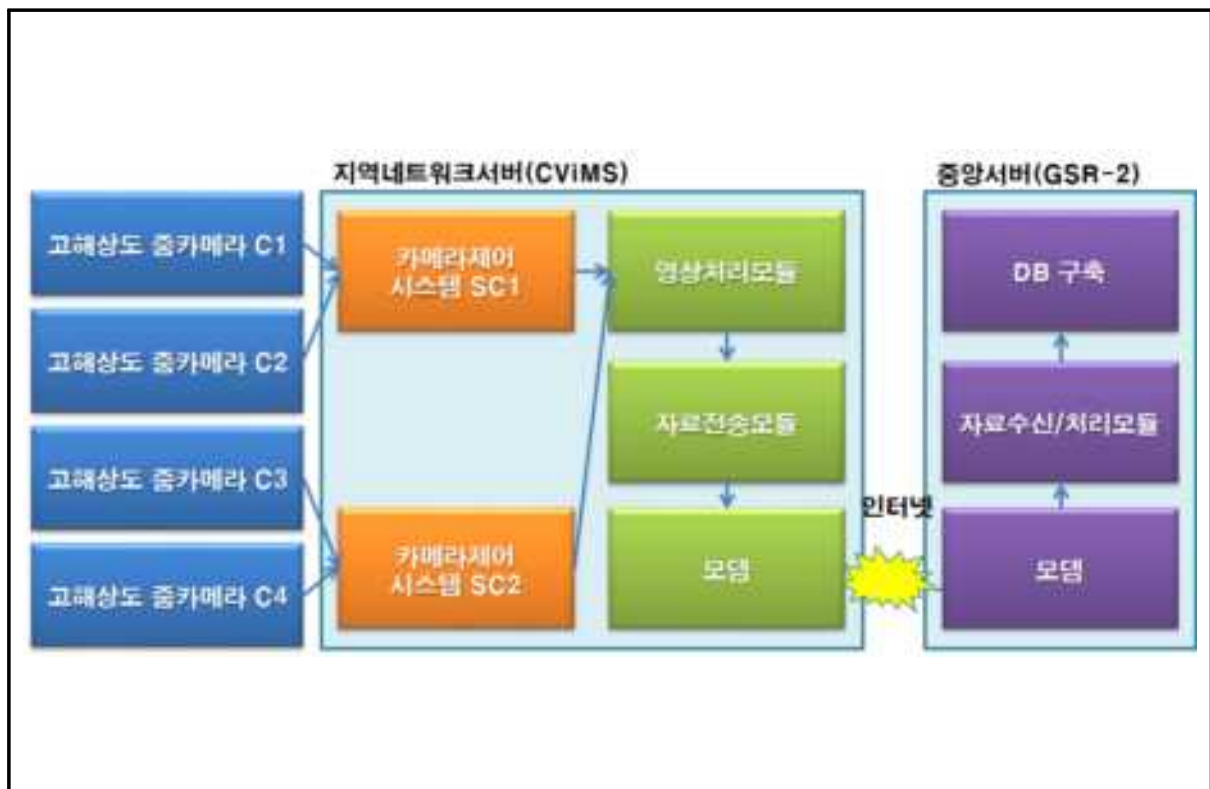 지역네트워크서버(CViMS)
중앙서버(GSR-2)
고해상도 줌카메라 C1
고해상도 줌카메라 C2
고해상도 줌카메라 C3
고해상도 줌카메라 C4
카메라제어
시스템 SC1
카메라제어
시스템 SC2
영상처리모듈
자료전송모듈
모뎀
인터넷
DB 구축
자료수신/처리모듈
모뎀